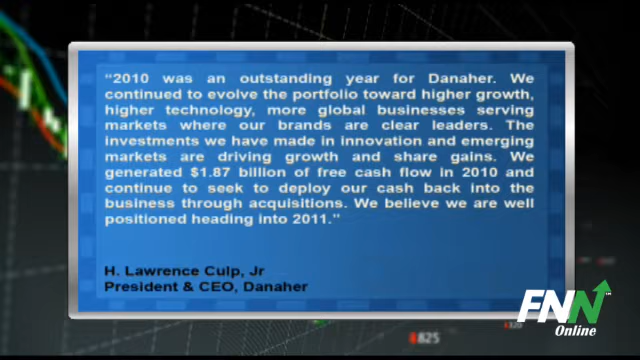 “2010 was an outstanding year for Danaher. We
continued to evolve the portfolio toward higher growth,
higher technology, more global businesses serving
markets where our brands are clear leaders. The
investments we have made in innovation and emerging
markets are driving growth and share gains. We
generated $1.87 billion of free cash flow in 2010 and
continue to seek to deploy our cash back into the
business through acquisitions. We believe we are well
positioned heading into 2011.”
H. Lawrence Culp, Jr
President & CEO, Danaher
FNN
Online
825